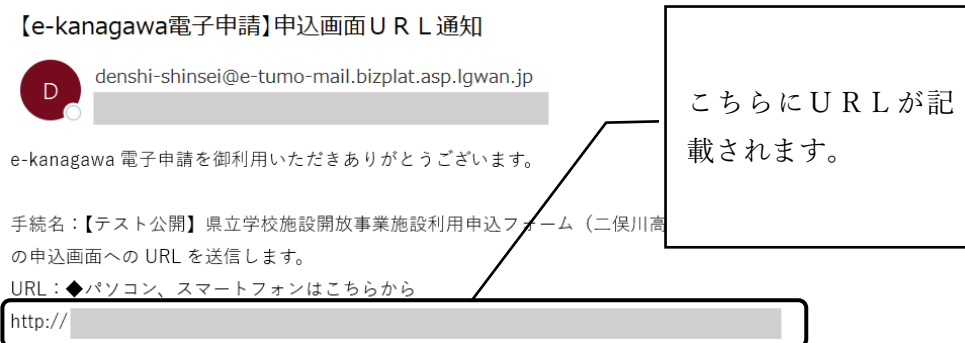 【e-kanagawa電子申請】申込画面ＵＲＬ通知
D
denshi-shinsei@e-tumo-mail.bizplat.asp.lgwan.jp
e-kanagawa 電子申請を御利用いただきありがとうございます。
手続名：【テスト公開】県立学校施設開放事業施設利用申込フォーム（二俣川高
の申込画面への URL を送信します。
URL：◆パソコン、スマートフォンはこちらから
http://
こちらにＵＲＬが記
載されます。